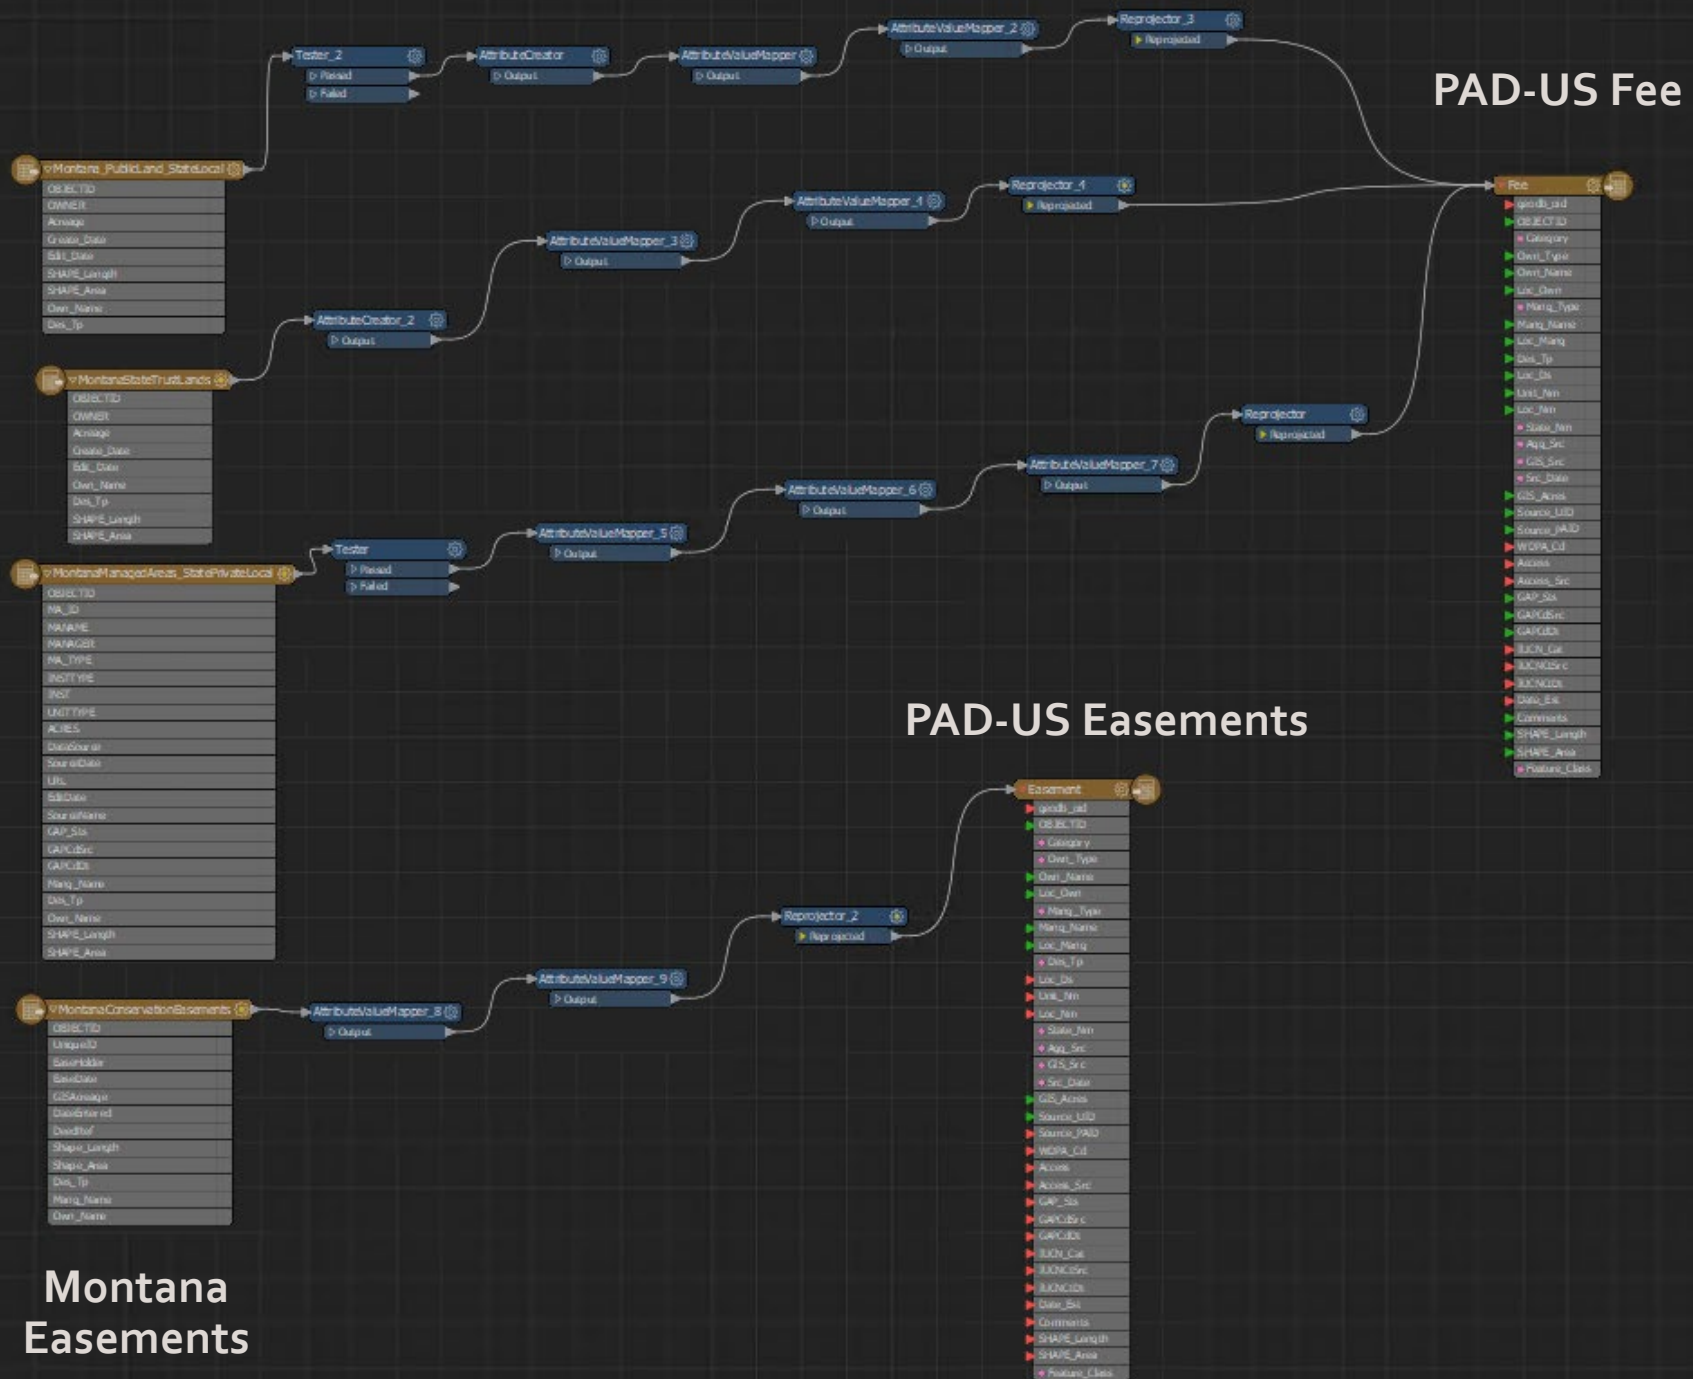 PAD-US Fee
Tester_2
Passed
Failed
AttributeCreator
Output
AttributeValueMapper
Output
AttributeValueMapper_2
Output
Reprojector_3
Reprojected
Montana_PublicLand_StateLocal
OBJECTID
OWNER
Acreage
Create_Date
Edit_Date
SHAPE_Length
SHAPE_Area
Own_Name
Des_Tp
MontanaStateTrustLands
OBJECTID
OWNER
Acreage
Create_Date
Edit_Date
Own_Name
Des_Tp
SHAPE_Length
SHAPE_Area
AttributeCreator_2
Output
AttributeValueMapper_3
Output
AttributeValueMapper_4
Output
Reprojector_4
Reprojected
MontanaManagedAreas_StatePrivateLocal
OBJECTID
MA_ID
MANAME
MANAGER
MA_TYPE
INSTTYPE
INST
UNITTYPE
ACRES
DataSource
SourceDate
URL
EditDate
SourceName
GAP_Sts
GAPCdSrc
GAPCdDt
Mang_Name
Des_Tp
Own_Name
SHAPE_Length
SHAPE_Area
Tester
Passed
Failed
AttributeValueMapper_5
Output
AttributeValueMapper_6
Output
AttributeValueMapper_7
Output
Reprojector
Reprojected
Fee
geodb_oid
OBJECTID
Category
Own_Type
Own_Name
Loc_Own
Mang_Type
Mang_Name
Loc_Mang
Des_Tp
Loc_Ds
Unit_Nm
Loc_Nm
State_Nm
Agg_Src
GIS_Src
Src_Date
GIS_Acres
Source_UID
Source_PAID
WDPA_Cd
Access
Access_Src
GAP_Sts
GAPCdSrc
GAPCdDt
IUCN_Cat
IUCNCtSrc
IUCNCtDt
Date_Est
Comments
SHAPE_Length
SHAPE_Area
Feature_Class
PAD-US Easements
MontanaConservationEasements
OBJECTID
UniqueID
EaseHolder
EaseDate
GISAcreage
DateEntered
DeedRef
Shape_Length
Shape_Area
Des_Tp
Mang_Name
Own_Name
AttributeValueMapper_8
Output
AttributeValueMapper_9
Output
Reprojector_2
Reprojected
Easement
geodb_oid
OBJECTID
Category
Own_Type
Own_Name
Loc_Own
Mang_Type
Mang_Name
Loc_Mang
Des_Tp
Loc_Ds
Unit_Nm
Loc_Nm
State_Nm
Agg_Src
GIS_Src
Src_Date
GIS_Acres
Source_UID
Source_PAID
WDPA_Cd
Access
Access_Src
GAP_Sts
GAPCdSrc
GAPCdDt
IUCN_Cat
IUCNCtSrc
IUCNCtDt
Date_Est
Comments
SHAPE_Length
SHAPE_Area
Feature_Class
Montana
Easements